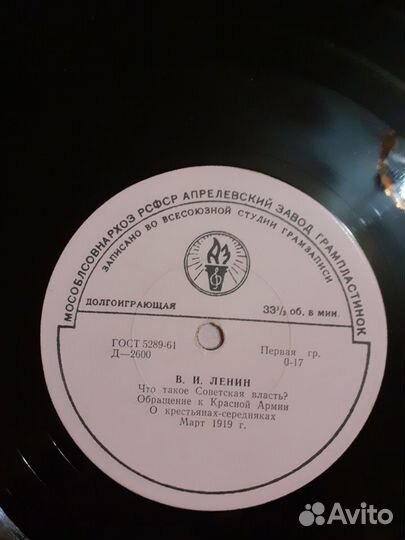 МОСОБЛСОВНАРХОЗ РСФСР АПРЕЛЕВСКИЙ ЗАВОД ГРАМПЛАСТИНОК
ЗАПИСАНО ВО ВСЕСОЮЗНОЙ СТУДИИ ГРАМЗАПИСИ
АЗ
ДОЛГОИГРАЮЩАЯ
33⅓ об. в мин.
ГОСТ 5289-61
Д—2600
Первая гр.
0-17
В. И. ЛЕНИН
Что такое Советская власть?
Обращение к Красной Армии
О крестьянах-середняках
Март 1919 г.
Avito